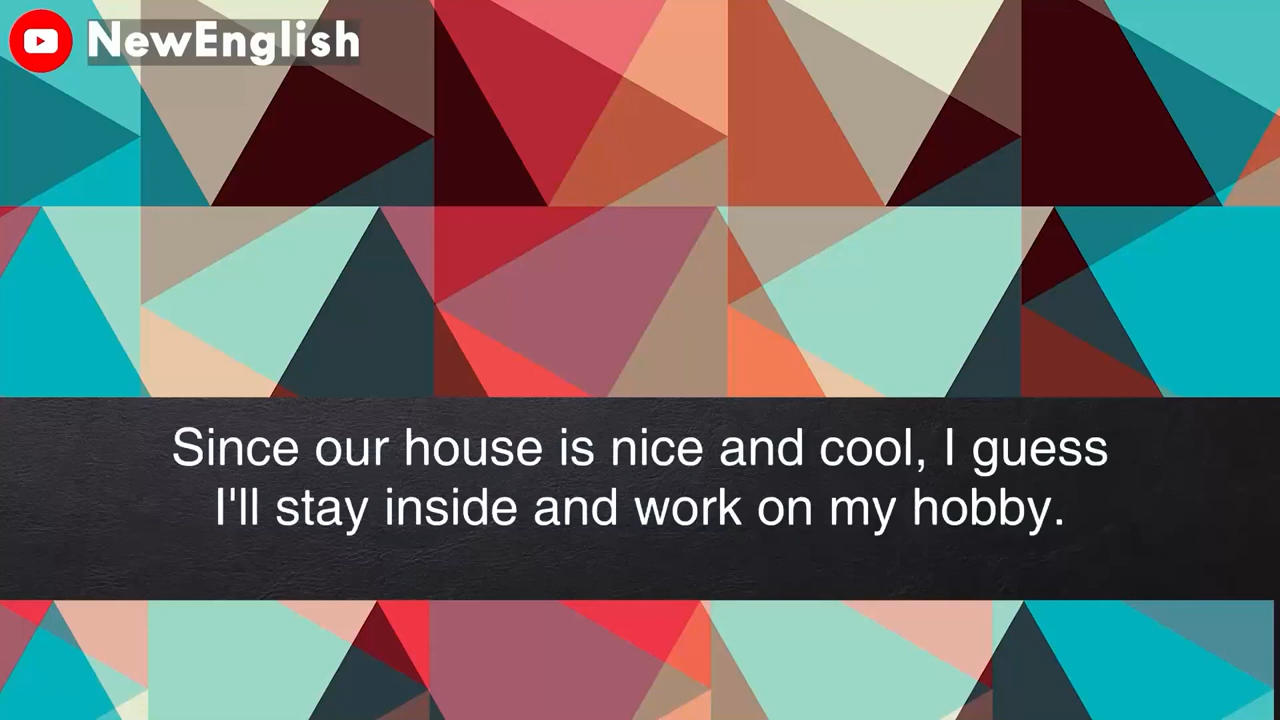 NewEnglish
Since our house is nice and cool, I guess
I'll stay inside and work on my hobby.